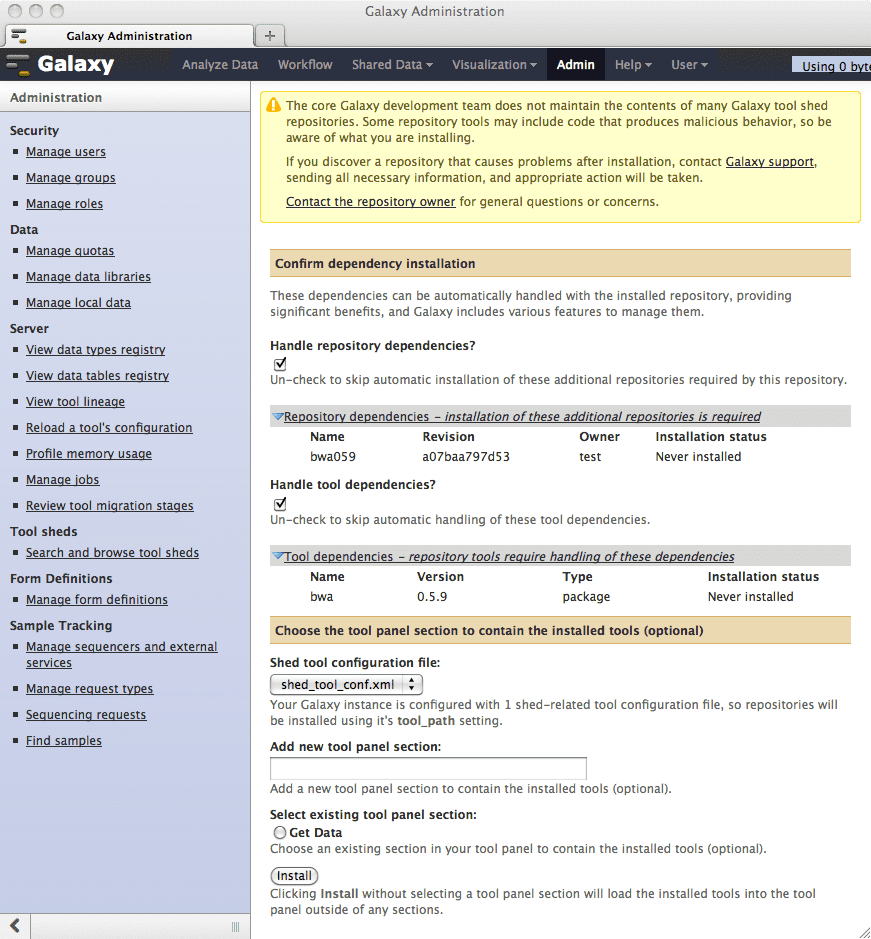 Galaxy Administration
Galaxy Administration
Galaxy
Analyze Data
Workflow
Shared Data
Visualization
Admin
Help
User
Using 0 byte
Administration
Security
Manage users
Manage groups
Manage roles
Data
Manage quotas
Manage data libraries
Manage local data
Server
View data types registry
View data tables registry
View tool lineage
Reload a tool's configuration
Profile memory usage
Manage jobs
Review tool migration stages
Tool sheds
Search and browse tool sheds
Form Definitions
Manage form definitions
Sample Tracking
Manage sequencers and external
services
Manage request types
Sequencing requests
Find samples
The core Galaxy development team does not maintain the contents of many Galaxy tool shed
repositories. Some repository tools may include code that produces malicious behavior, so be
aware of what you are installing.
If you discover a repository that causes problems after installation, contact Galaxy support,
sending all necessary information, and appropriate action will be taken.
Contact the repository owner for general questions or concerns.
Confirm dependency installation
These dependencies can be automatically handled with the installed repository, providing
significant benefits, and Galaxy includes various features to manage them.
Handle repository dependencies?
Un-check to skip automatic installation of these additional repositories required by this repository.
Repository dependencies - installation of these additional repositories is required
Name Revision Owner Installation status
bwa059 a07baa797d53 test Never installed
Handle tool dependencies?
Un-check to skip automatic handling of these tool dependencies.
Tool dependencies - repository tools require handling of these dependencies
Name Version Type Installation status
bwa 0.5.9 package Never installed
Choose the tool panel section to contain the installed tools (optional)
Shed tool configuration file:
shed_tool_conf.xml
Your Galaxy instance is configured with 1 shed-related tool configuration file, so repositories will
be installed using it's tool_path setting.
Add new tool panel section:
Add a new tool panel section to contain the installed tools (optional).
Select existing tool panel section:
Get Data
Choose an existing section in your tool panel to contain the installed tools (optional).
Install
Clicking Install without selecting a tool panel section will load the installed tools into the tool
panel outside of any sections.